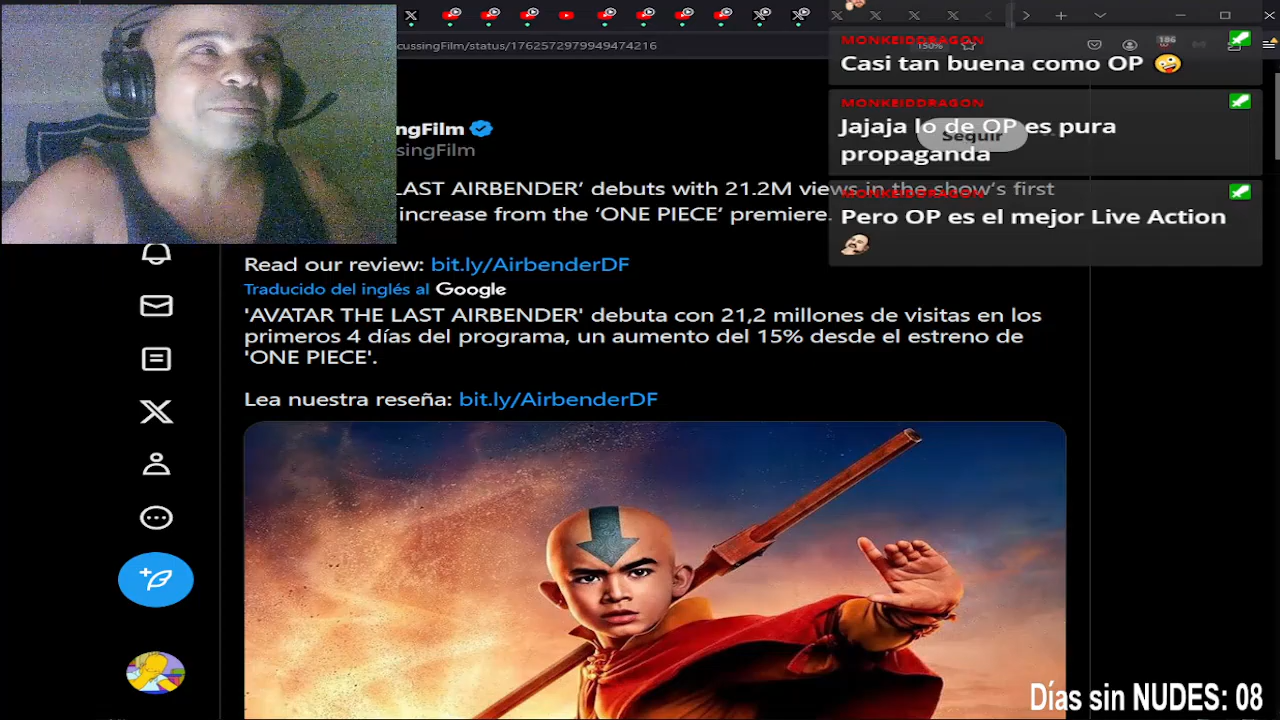 cussingFilm/status/1762572979949474216
150%
186
MONKEIDDRAGON
Casi tan buena como OP
MONKEIDDRAGON
Jajaja lo de OP es pura
propaganda
MONKEIDDRAGON
Pero OP es el mejor Live Action
ngFilm
singFilm
Seguir
LAST AIRBENDER’ debuts with 21.2M views in the show’s first
increase from the ‘ONE PIECE’ premiere.
Read our review: bit.ly/AirbenderDF
Traducido del inglés al Google
'AVATAR THE LAST AIRBENDER' debuta con 21,2 millones de visitas en los
primeros 4 días del programa, un aumento del 15% desde el estreno de
'ONE PIECE'.
Lea nuestra reseña: bit.ly/AirbenderDF
Días sin NUDES: 08